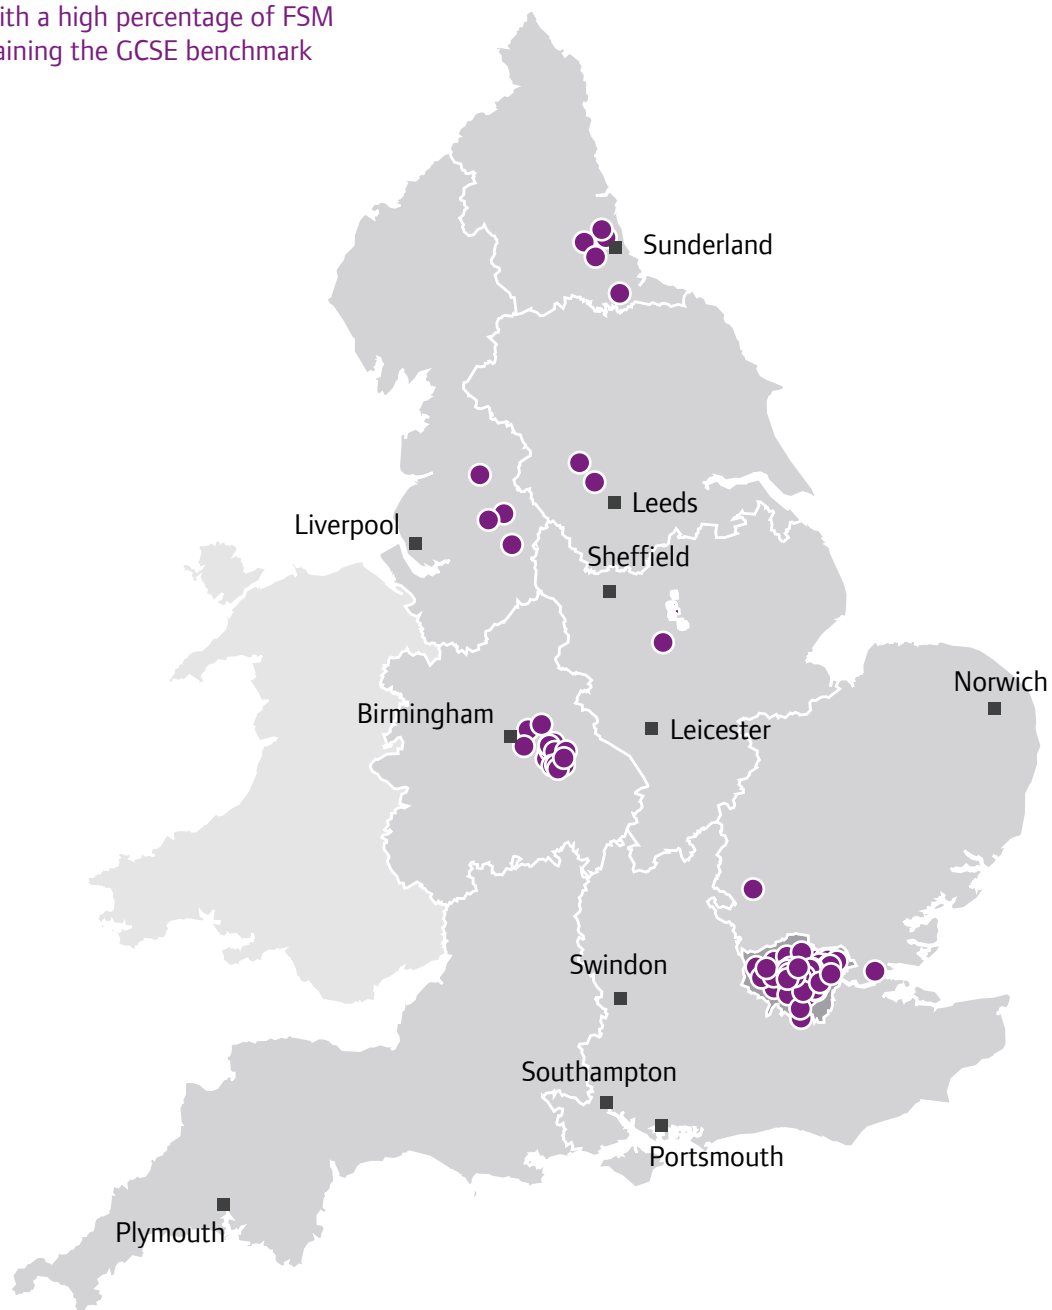 with a high percentage of FSM
aining the GCSE benchmark
Sunderland
Leeds
Liverpool
Sheffield
Norwich
Birmingham
Leicester
Swindon
Southampton
Portsmouth
Plymouth